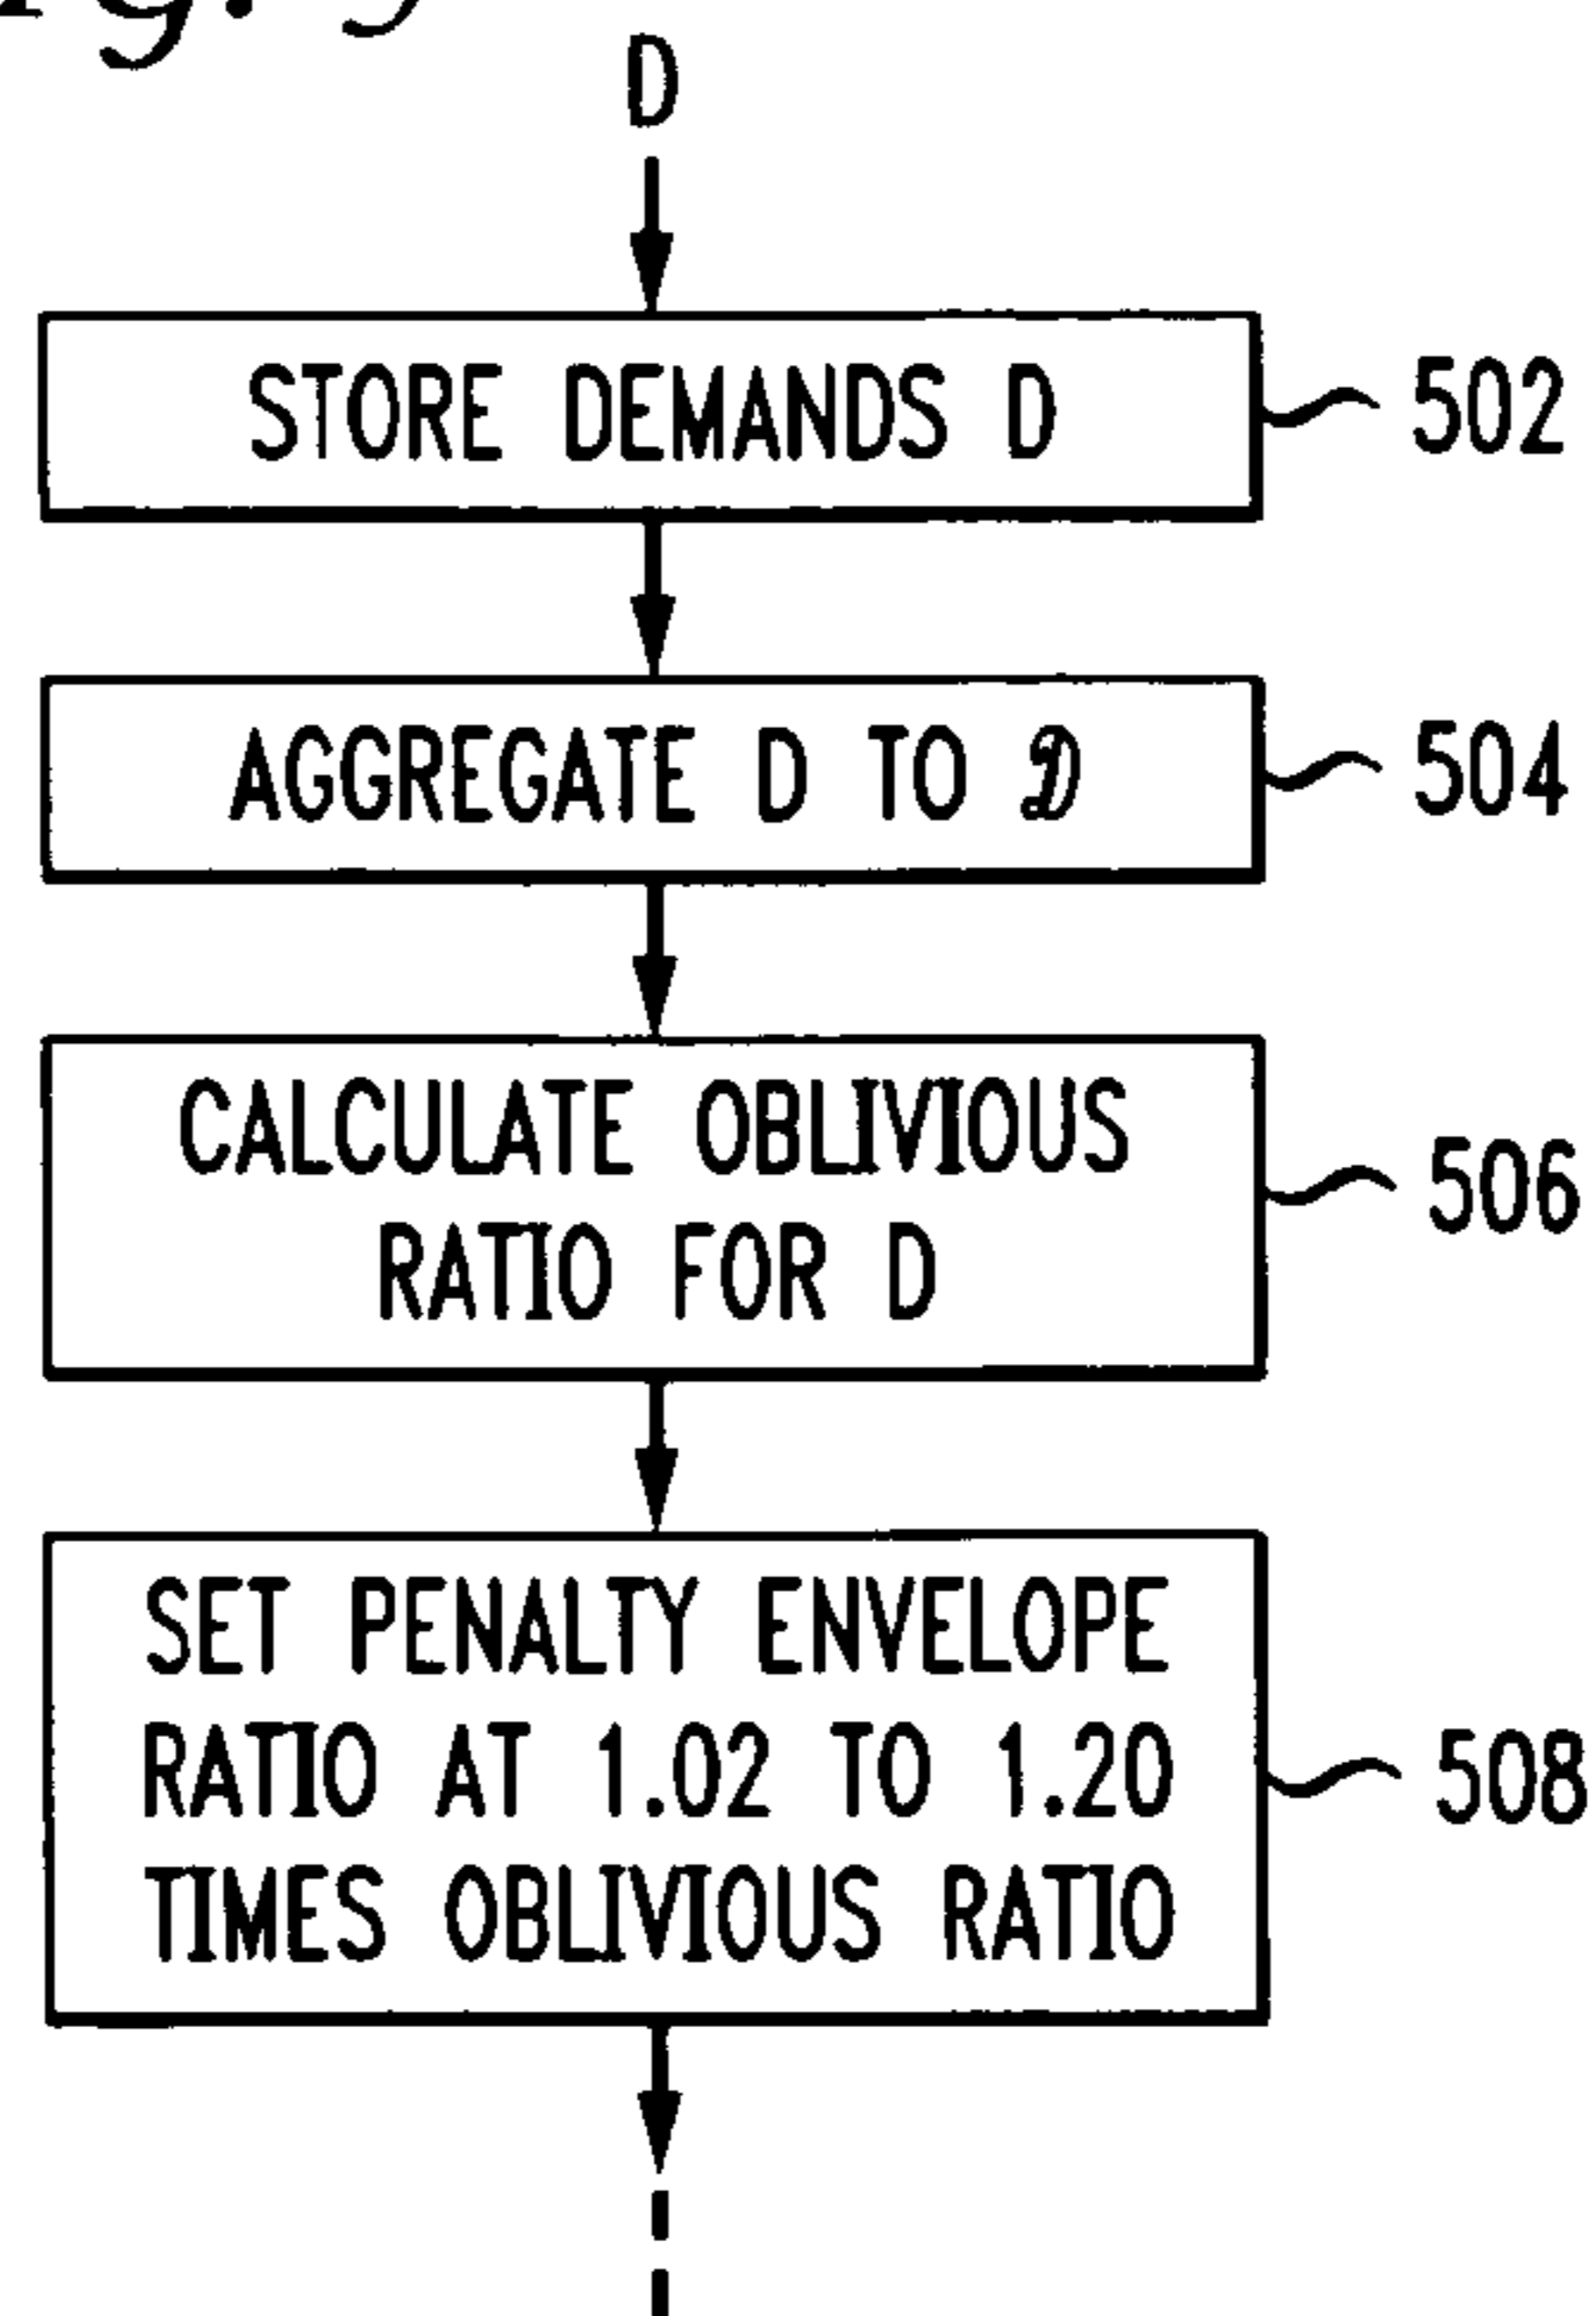 D
STORE DEMANDS D
502
AGGREGATE D TO 𝒟
504
CALCULATE OBLIVIOUS
RATIO FOR D
506
SET PENALTY ENVELOPE
RATIO AT 1.02 TO 1.20
TIMES OBLIVIOUS RATIO
508